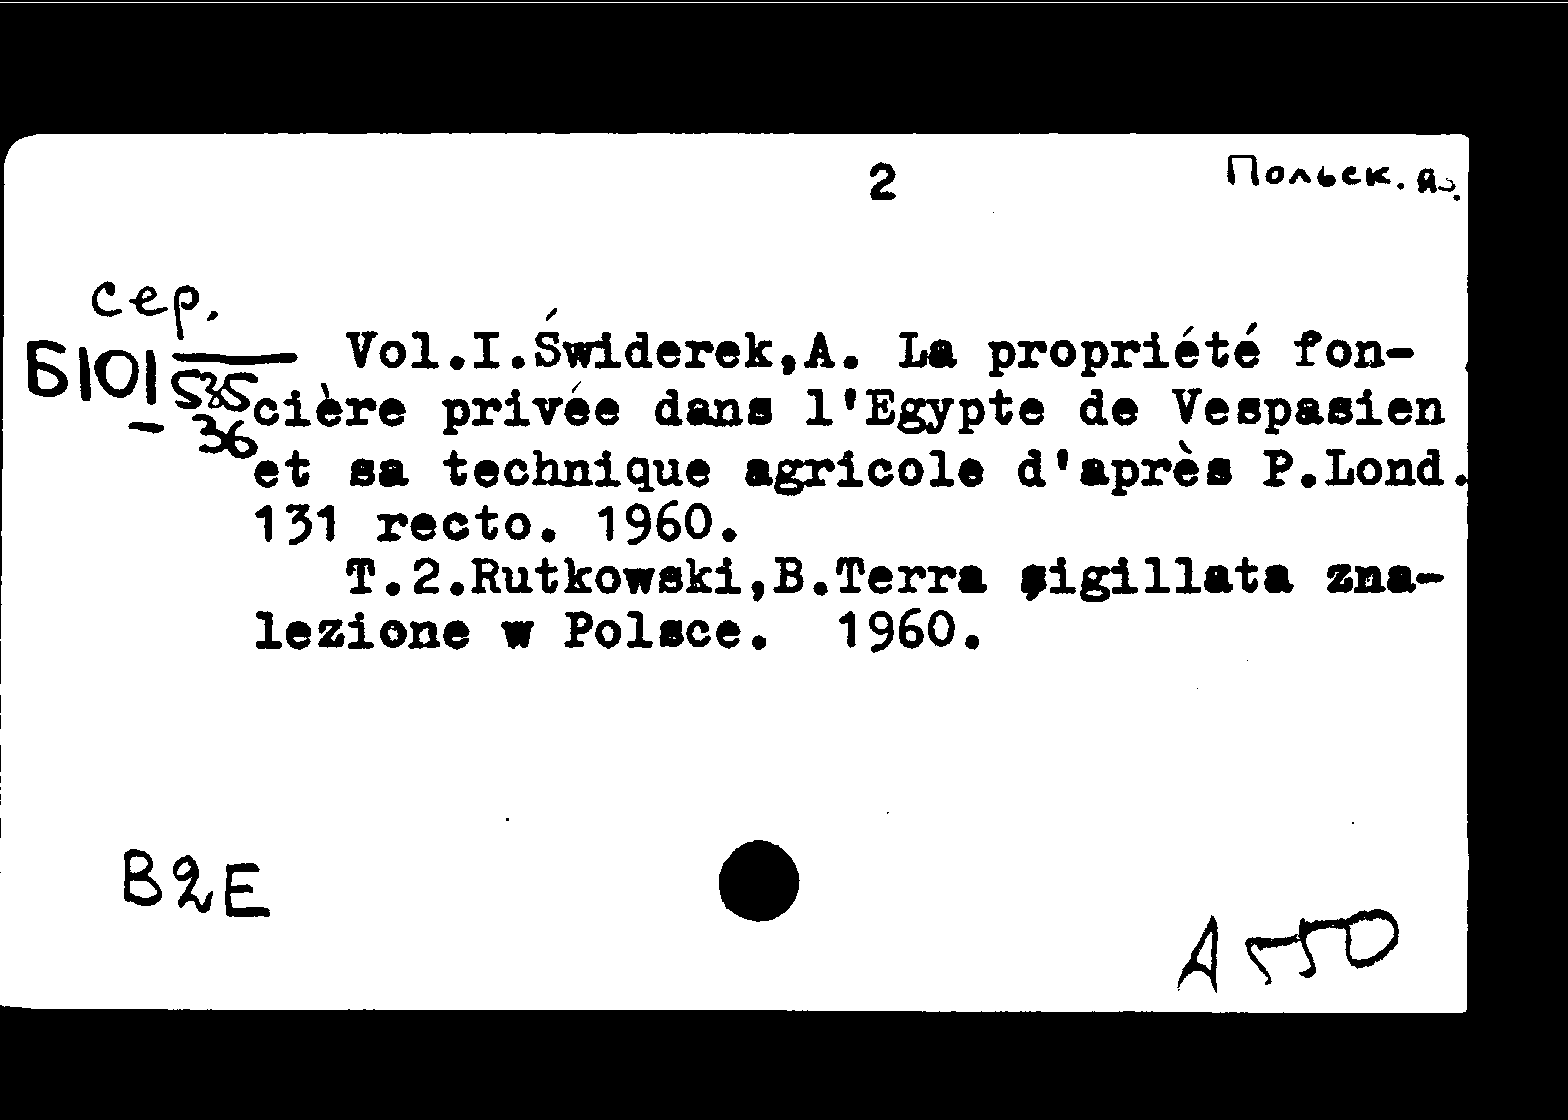 2
Польск. яз.
сер.
Б101 535
- 36
Vol.I.Świderek,A. La propriété fon-
cière privée dans l'Egypte de Vespasien
et sa technique agricole d'après P.Lond.
131 recto. 1960.
T.2.Rutkowski,B.Terra sigillata zna-
lezione w Polsce. 1960.
B2E
A 550